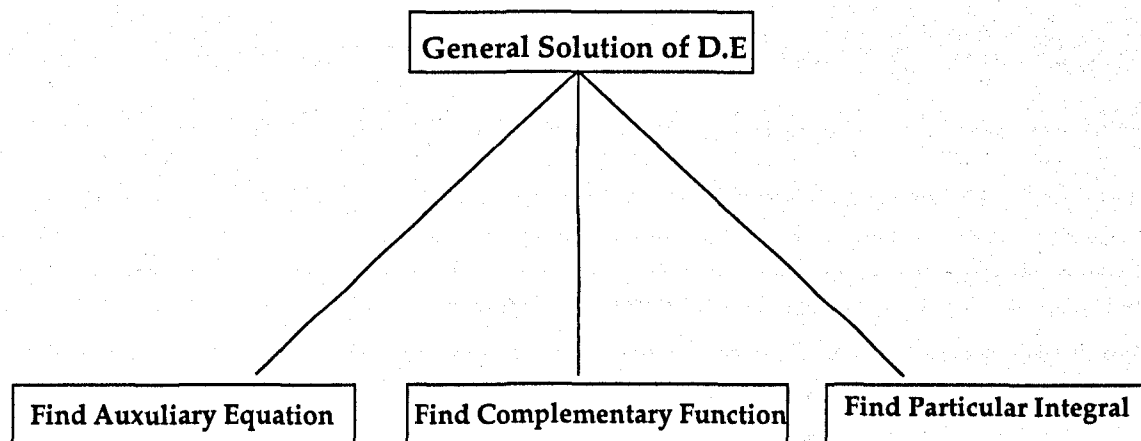 General Solution of D.E
Find Auxuliary Equation
Find Complementary Function
Find Particular Integral